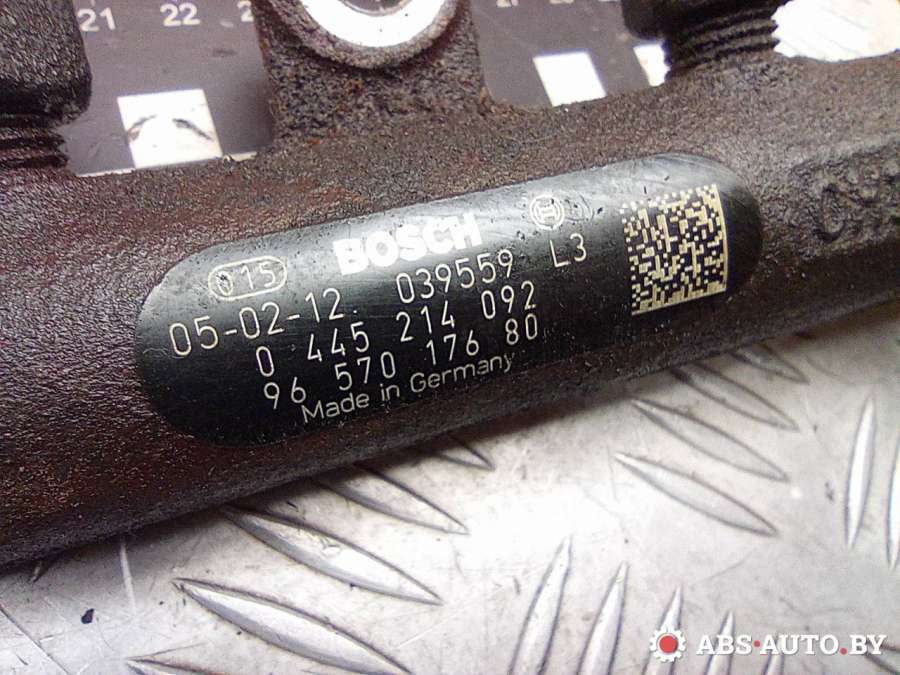 21 22 21
015 BOSCH
05-02-12. 039559 L3
0 445 214 092
96 570 176 80
Made in Germany
ABS-AUTO.BY